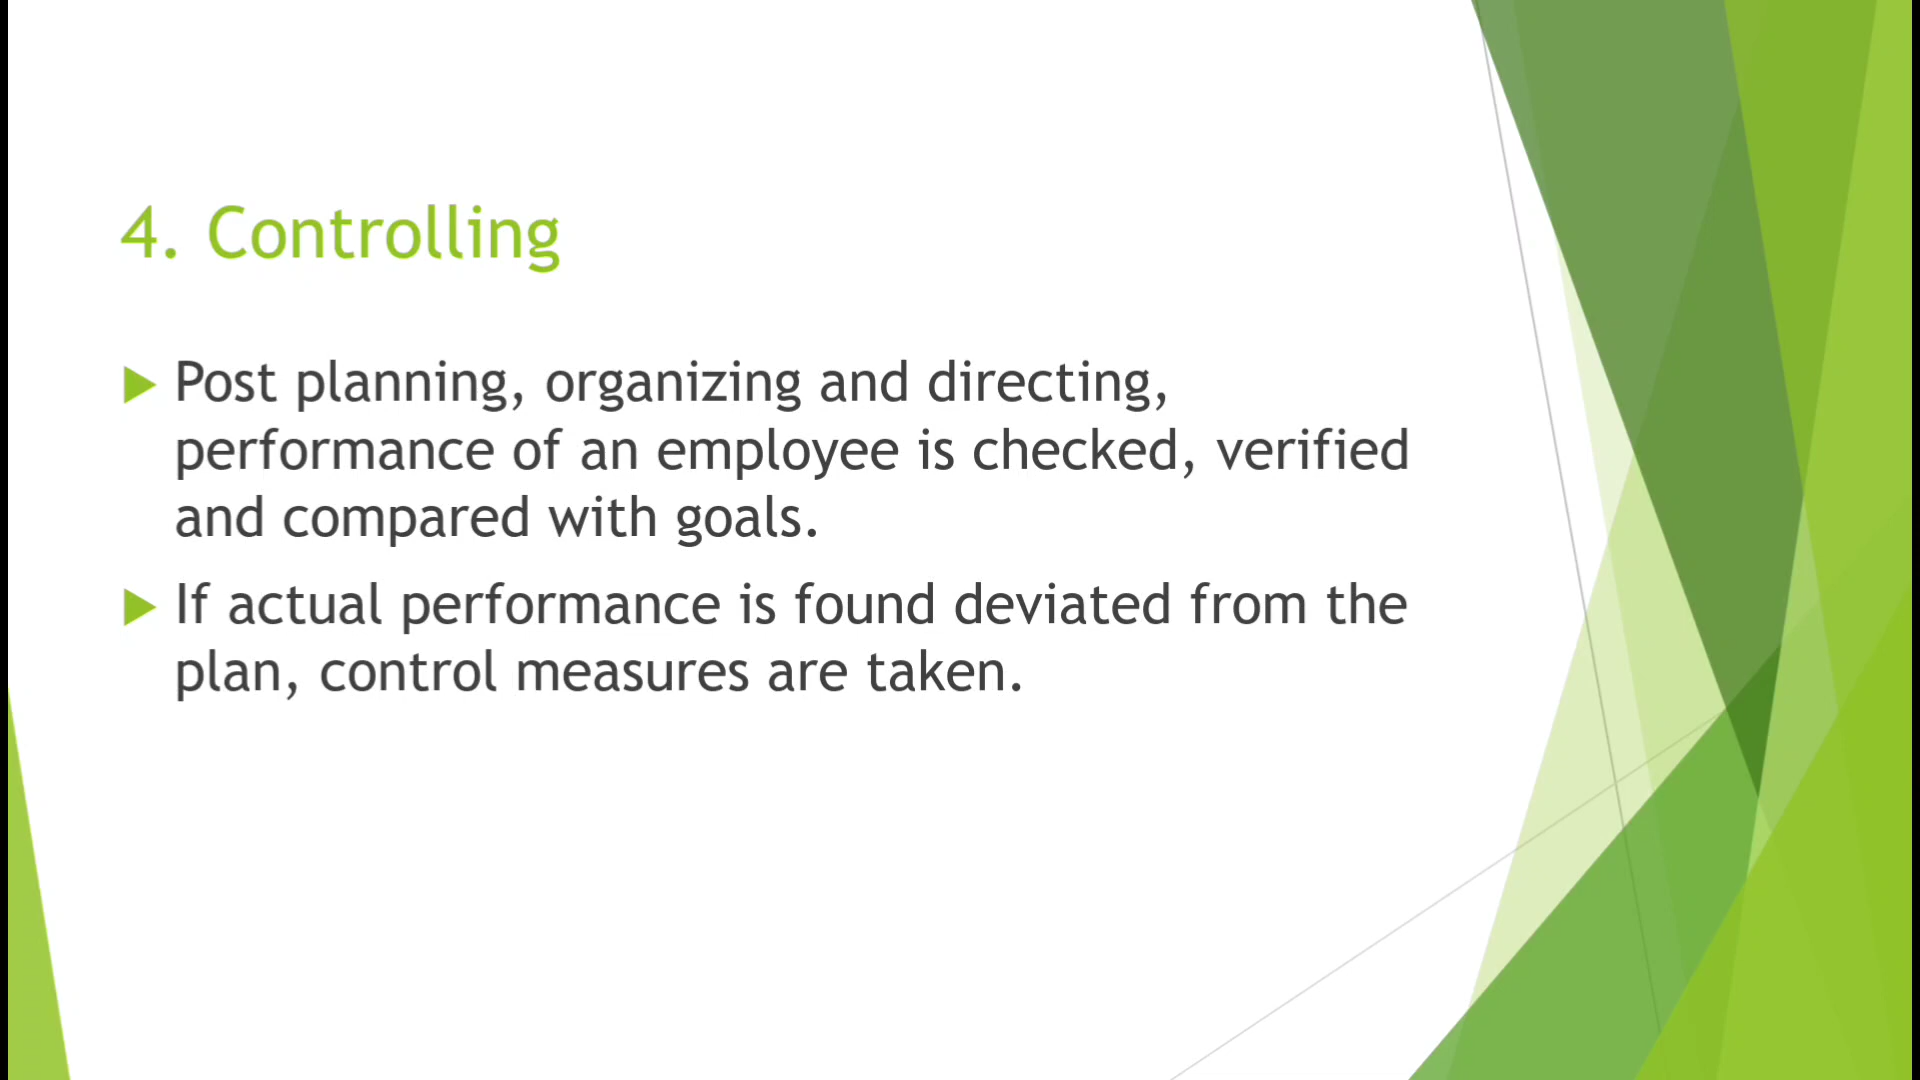 4. Controlling
Post planning, organizing and directing,
performance of an employee is checked, verified
and compared with goals.
If actual performance is found deviated from the
plan, control measures are taken.